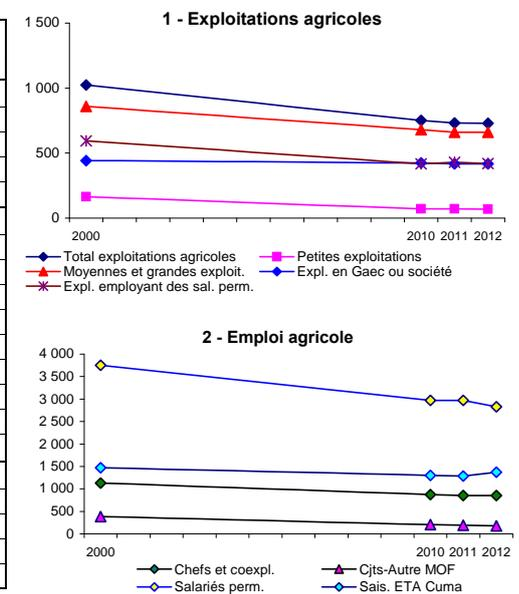 1 - Exploitations agricoles
1 500
1 000
500
0
2000 2010 2011 2012
Total exploitations agricoles Petites exploitations
Moyennes et grandes exploit. Expl. en Gaec ou société
Expl. employant des sal. perm.
2 - Emploi agricole
4 000
3 500
3 000
2 500
2 000
1 500
1 000
500
0
2000 2010 2011 2012
Chefs et coexpl. Cjts-Autre MOF
Salariés perm. Sais. ETA Cuma